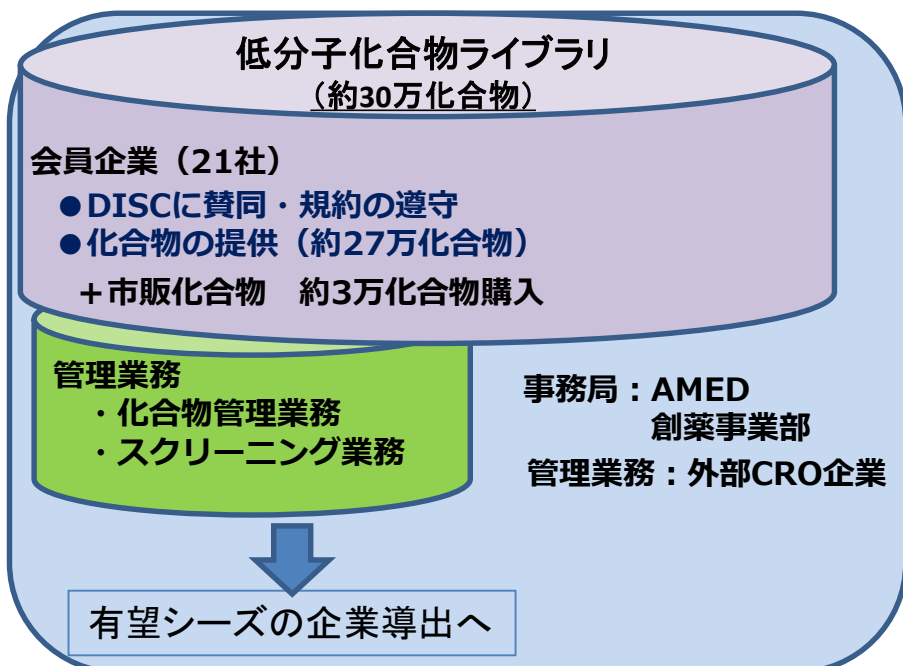 低分子化合物ライブラリ
（約30万化合物）
会員企業（21社）
●DISCに賛同・規約の遵守
●化合物の提供（約27万化合物）
＋市販化合物　約3万化合物購入
管理業務
・化合物管理業務
・スクリーニング業務
事務局：AMED
創薬事業部
管理業務：外部CRO企業
有望シーズの企業導出へ